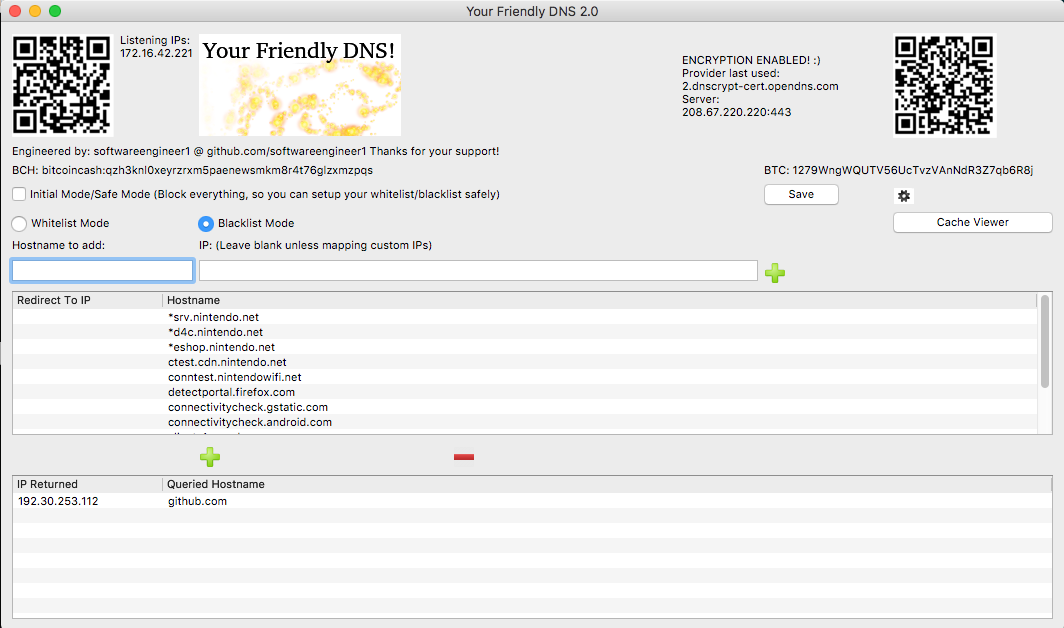 Your Friendly DNS 2.0
Listening IPs:
172.16.42.221
Your Friendly DNS!
ENCRYPTION ENABLED! :)
Provider last used:
2.dnscrypt-cert.opendns.com
Server:
208.67.220.220:443
Engineered by: softwareengineer1 @ github.com/softwareengineer1 Thanks for your support!
BCH: bitcoincash:qzh3knl0xeyrzrxm5paenewsmkm8r4t76glzxmzpqs
BTC: 1279WngWQUTV56UcTvzVAnNdR3Z7qb6R8j
Initial Mode/Safe Mode (Block everything, so you can setup your whitelist/blacklist safely)
Save
Whitelist Mode
Blacklist Mode
Cache Viewer
Hostname to add:
IP: (Leave blank unless mapping custom IPs)
Redirect To IP
Hostname
*srv.nintendo.net
*d4c.nintendo.net
*eshop.nintendo.net
ctest.cdn.nintendo.net
conntest.nintendowifi.net
detectportal.firefox.com
connectivitycheck.gstatic.com
connectivitycheck.android.com
IP Returned
Queried Hostname
192.30.253.112
github.com